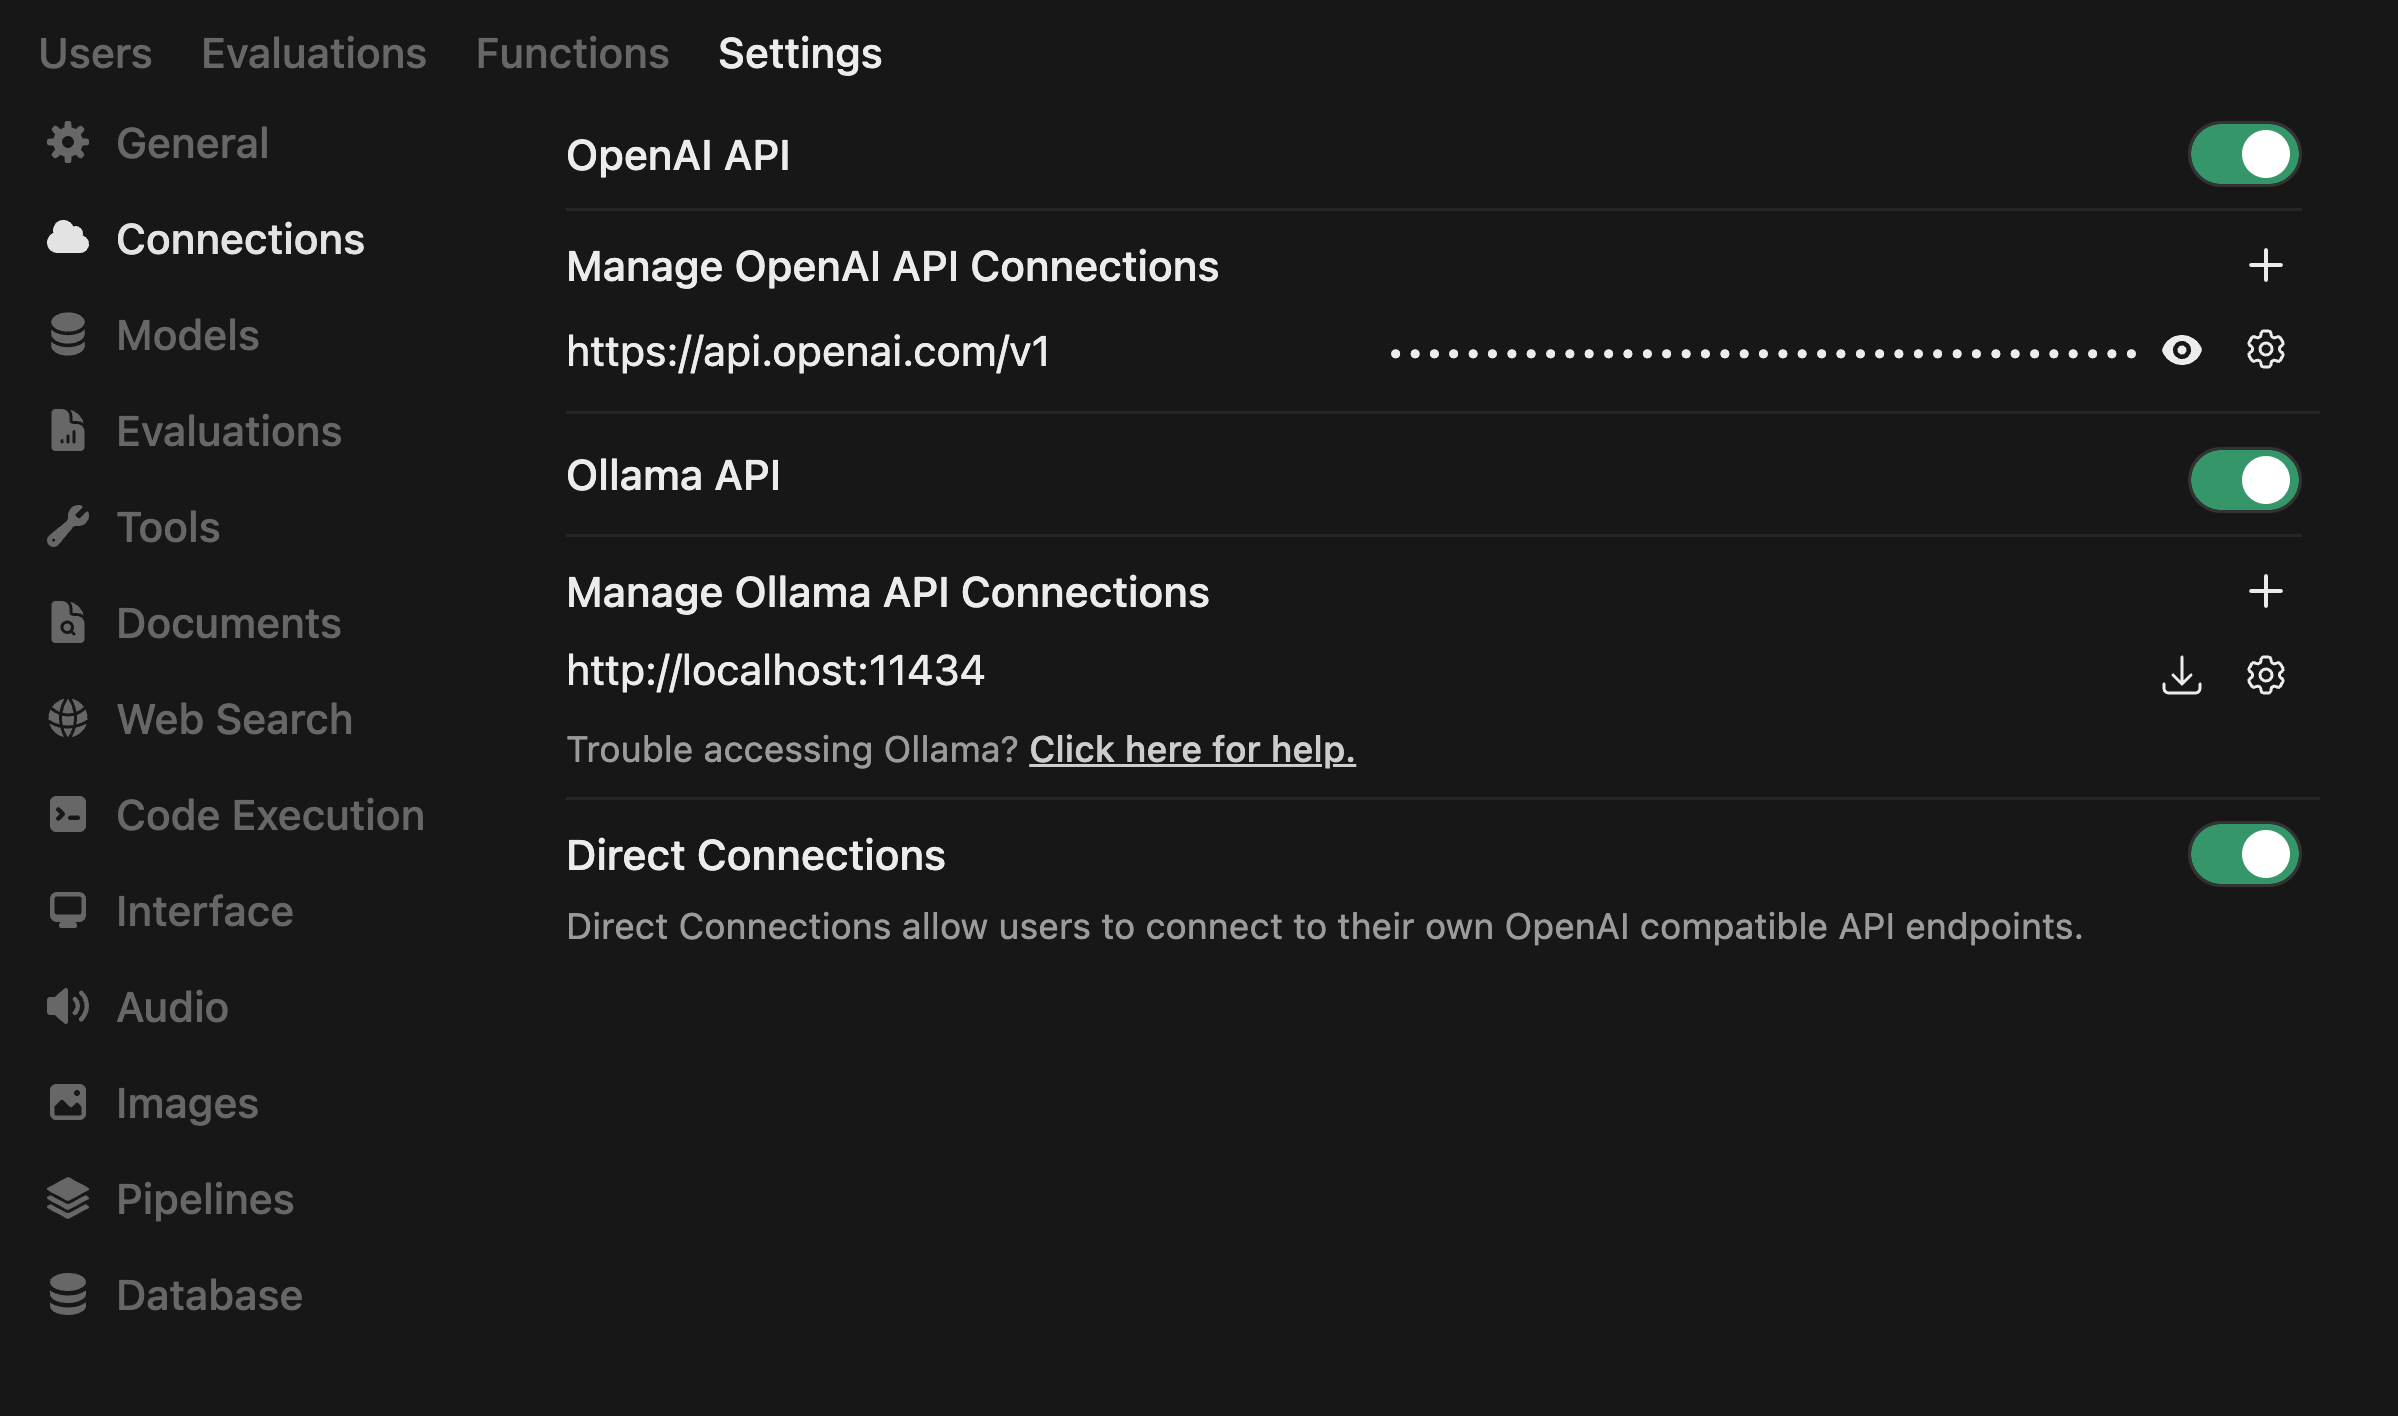 Users Evaluations Functions Settings
General
Connections
Models
Evaluations
Tools
Documents
Web Search
Code Execution
Interface
Audio
Images
Pipelines
Database
OpenAI API
Manage OpenAI API Connections
https://api.openai.com/v1
Ollama API
Manage Ollama API Connections
http://localhost:11434
Trouble accessing Ollama? Click here for help.
Direct Connections
Direct Connections allow users to connect to their own OpenAI compatible API endpoints.